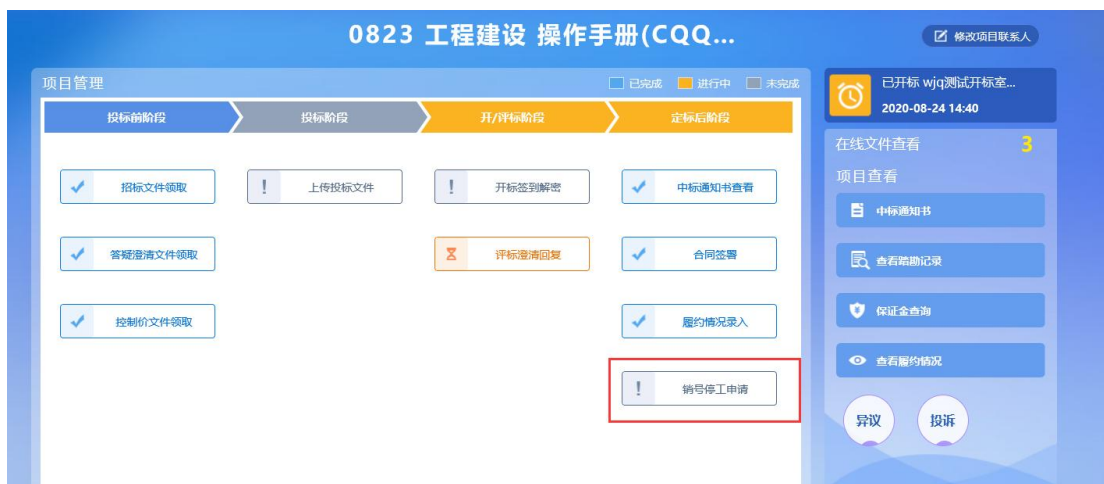 0823 工程建设 操作手册(CQQ...
修改项目联系人
项目管理
已完成 进行中 未完成
投标前阶段 投标阶段 开/评标阶段 定标后阶段
招标文件领取 上传投标文件 开标签到解密 中标通知书查看
答疑澄清文件领取 评标澄清回复 合同签署
控制价文件领取 履约情况录入
销号停工申请
已开标 wjq测试开标室...
2020-08-24 14:40
在线文件查看 3
项目查看
中标通知书
查看踏勘记录
保证金查询
查看履约情况
异议 投诉